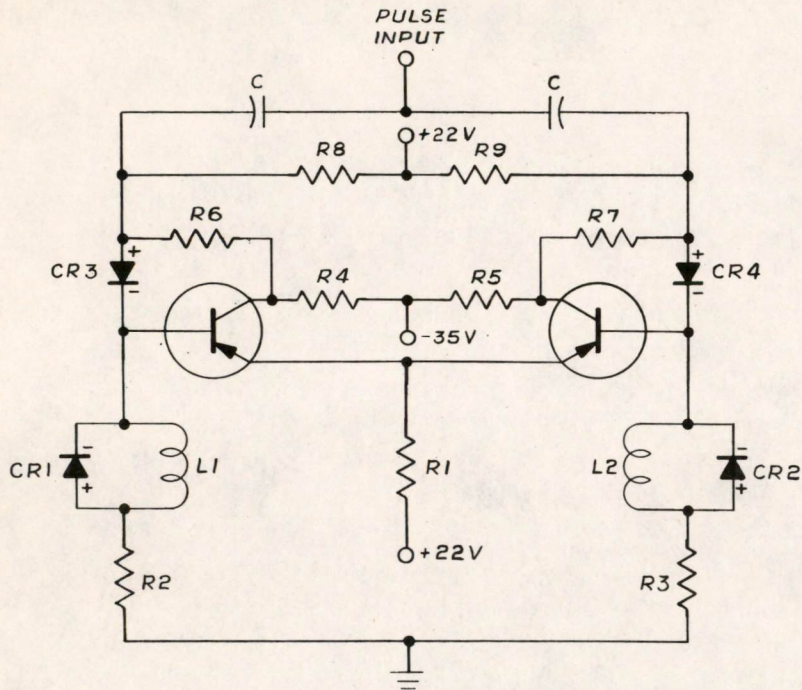 PULSE
INPUT
C
C
+22V
R8
R9
R6
R7
+
+
CR3
CR4
-
-
R4
R5
-35V
-
-
CR1
L1
R1
L2
CR2
+
+
+22V
R2
R3